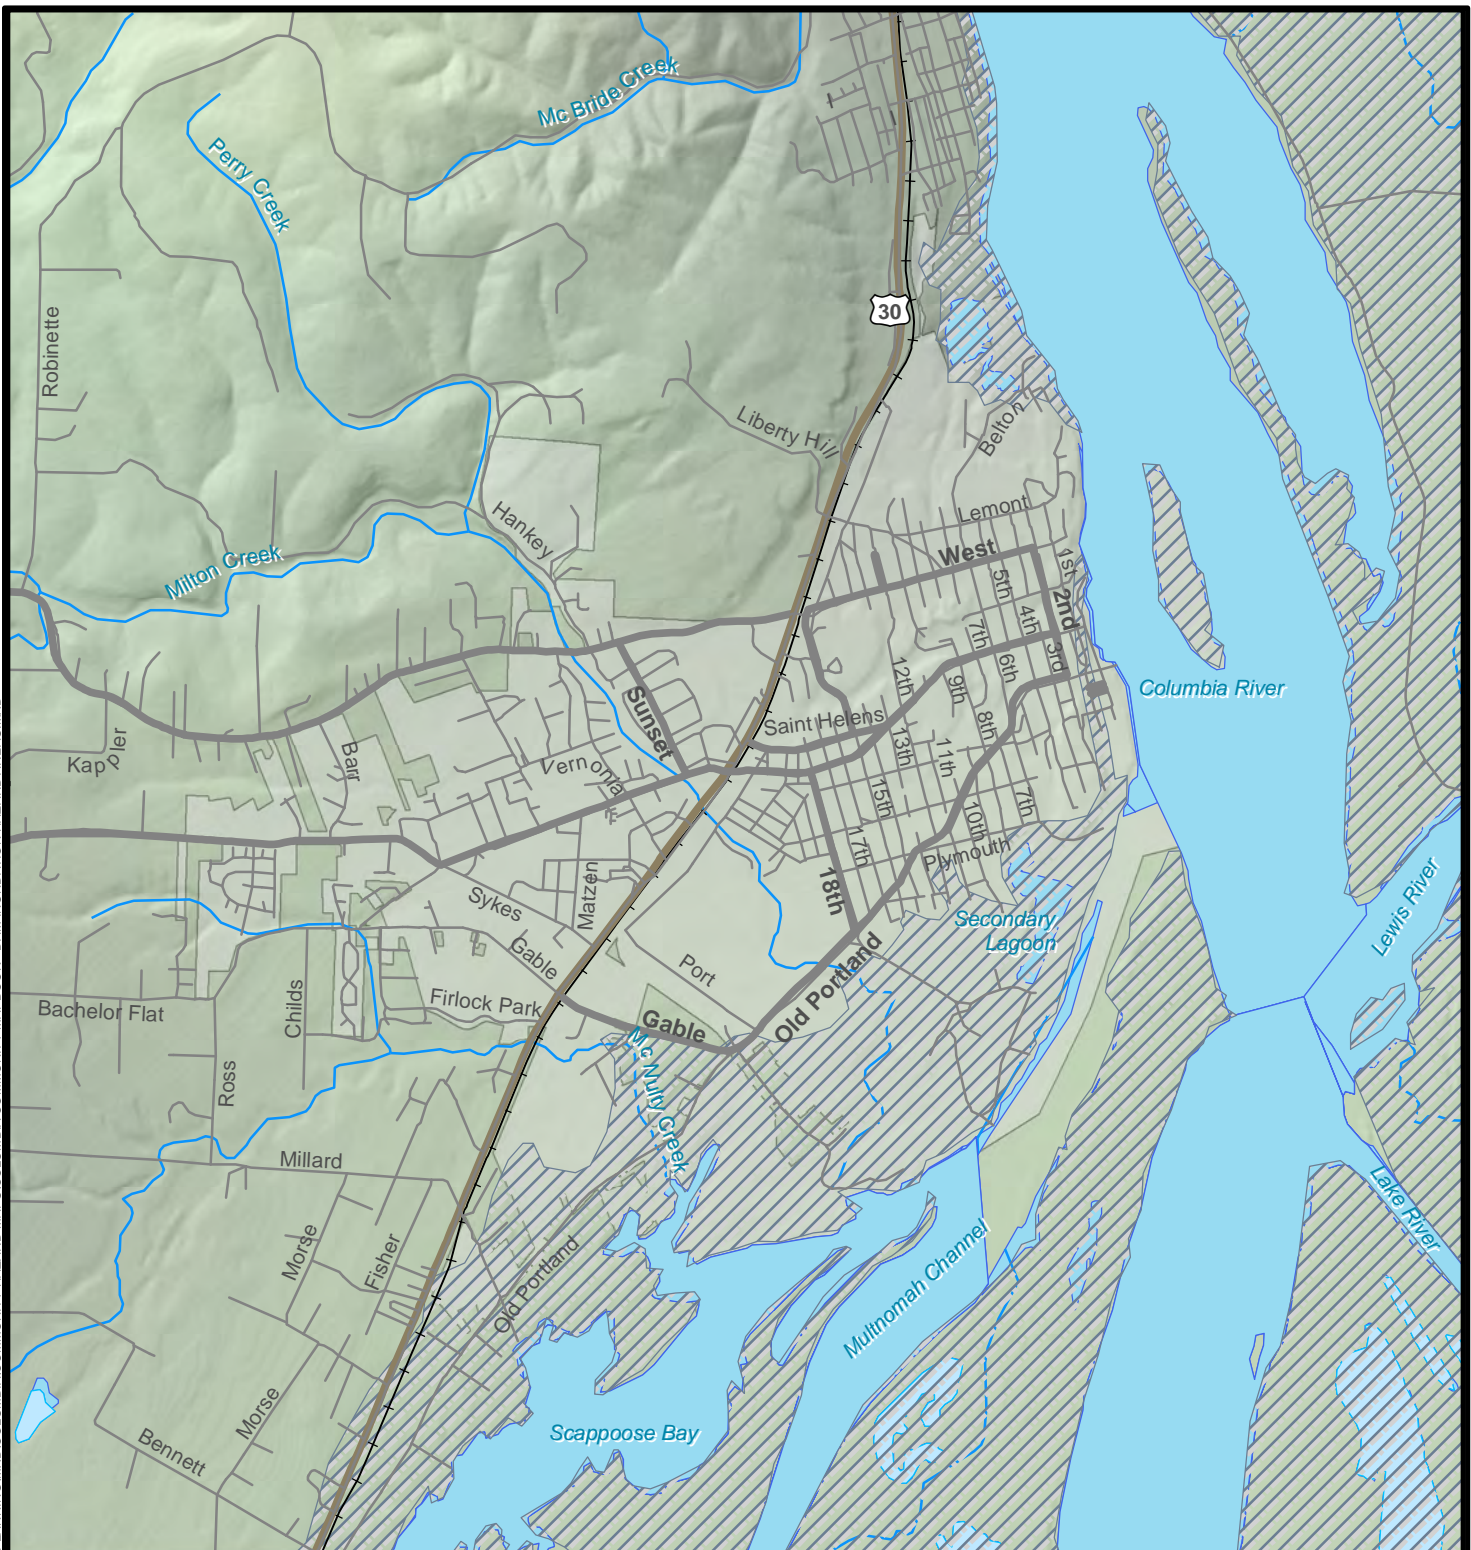 Mc Bride Creek
Perry Creek
30
Robinette
Liberty Hill
Belton
Hankey
Lemont
Milton Creek
West
1st
5th
2nd
4th
7th
3rd
6th
12th
9th
Columbia River
Sunset
Saint Helens
8th
Kappler
Barr
Vernonia
13th
11th
15th
7th
10th
17th
Plymouth
18th
Matzen
Sykes
Lewis River
Secondary
Lagoon
Gable
Port
Old Portland
Firlock Park
Childs
Bachelor Flat
Gable
Mc Nulty Creek
Ross
Millard
Lake River
Morse
Fisher
Old Portland
Multnomah Channel
Morse
Scappoose Bay
Bennett